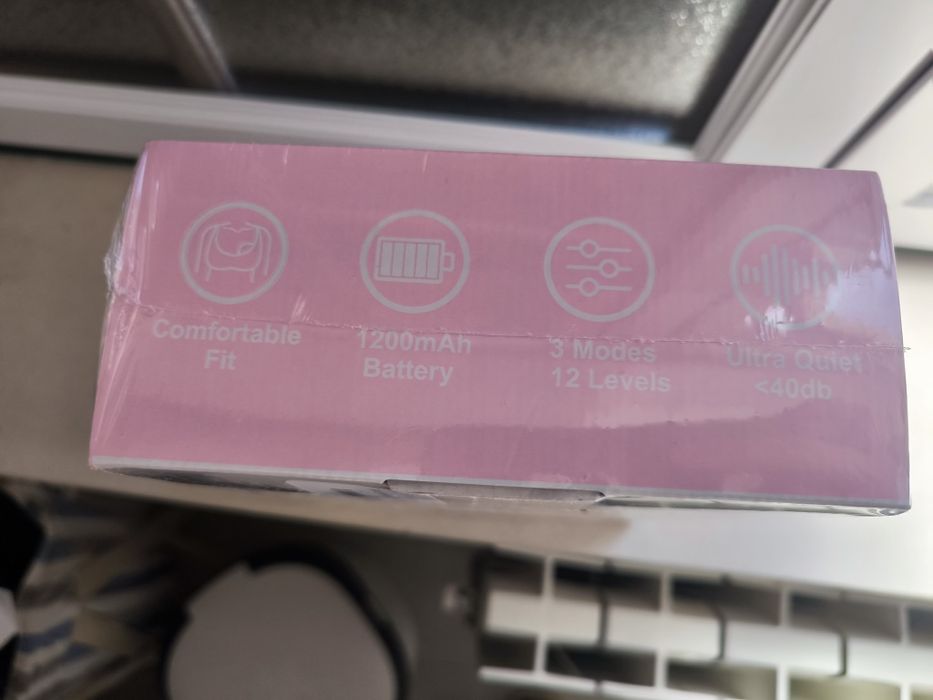 Comfortable
Fit
1200mAh
Battery
3 Modes
12 Levels
Ultra Quiet
<40db